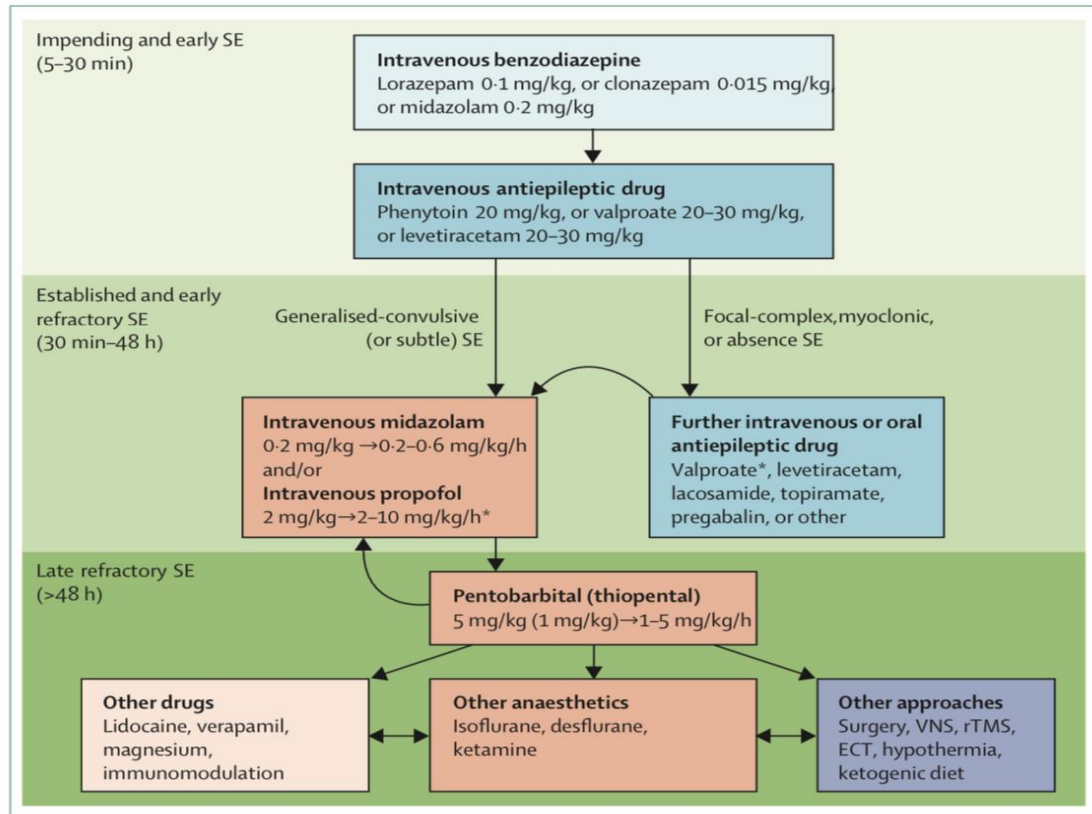 Impending and early SE
(5–30 min)
Intravenous benzodiazepine
Lorazepam 0·1 mg/kg, or clonazepam 0·015 mg/kg,
or midazolam 0·2 mg/kg
Intravenous antiepileptic drug
Phenytoin 20 mg/kg, or valproate 20–30 mg/kg,
or levetiracetam 20–30 mg/kg
Established and early
refractory SE
(30 min–48 h)
Generalised-convulsive
(or subtle) SE
Focal-complex,myoclonic,
or absence SE
Intravenous midazolam
0·2 mg/kg →0·2–0·6 mg/kg/h
and/or
Intravenous propofol
2 mg/kg→2–10 mg/kg/h*
Further intravenous or oral
antiepileptic drug
Valproate*, levetiracetam,
lacosamide, topiramate,
pregabalin, or other
Late refractory SE
(>48 h)
Pentobarbital (thiopental)
5 mg/kg (1 mg/kg)→1–5 mg/kg/h
Other drugs
Lidocaine, verapamil,
magnesium,
immunomodulation
Other anaesthetics
Isoflurane, desflurane,
ketamine
Other approaches
Surgery, VNS, rTMS,
ECT, hypothermia,
ketogenic diet